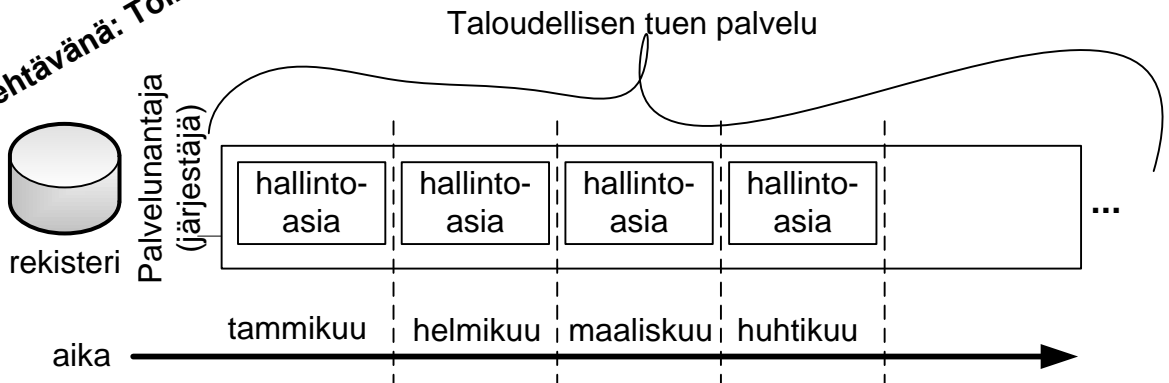 ehtävänä:
Taloudellisen tuen palvelu
Palvelunantaja
(järjestäjä)
rekisteri
hallinto-
asia
hallinto-
asia
hallinto-
asia
hallinto-
asia
...
tammikuu
helmikuu
maaliskuu
huhtikuu
aika